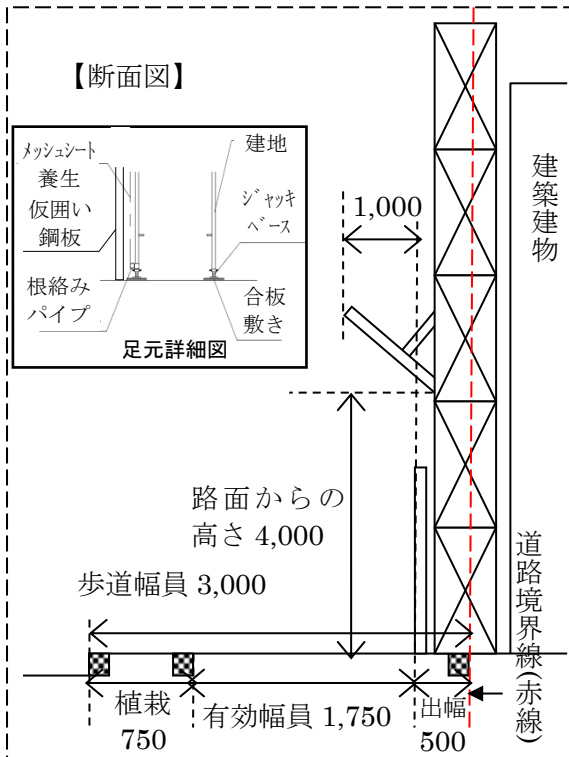 【断面図】
メッシュシート
養生
仮囲い
鋼板
根絡み
パイプ
建地
ジャッキ
ベース
合板
敷き
足元詳細図
1,000
建築建物
路面からの
高さ 4,000
歩道幅員 3,000
道路境界線(赤線)
植栽
750
有効幅員 1,750
出幅
500